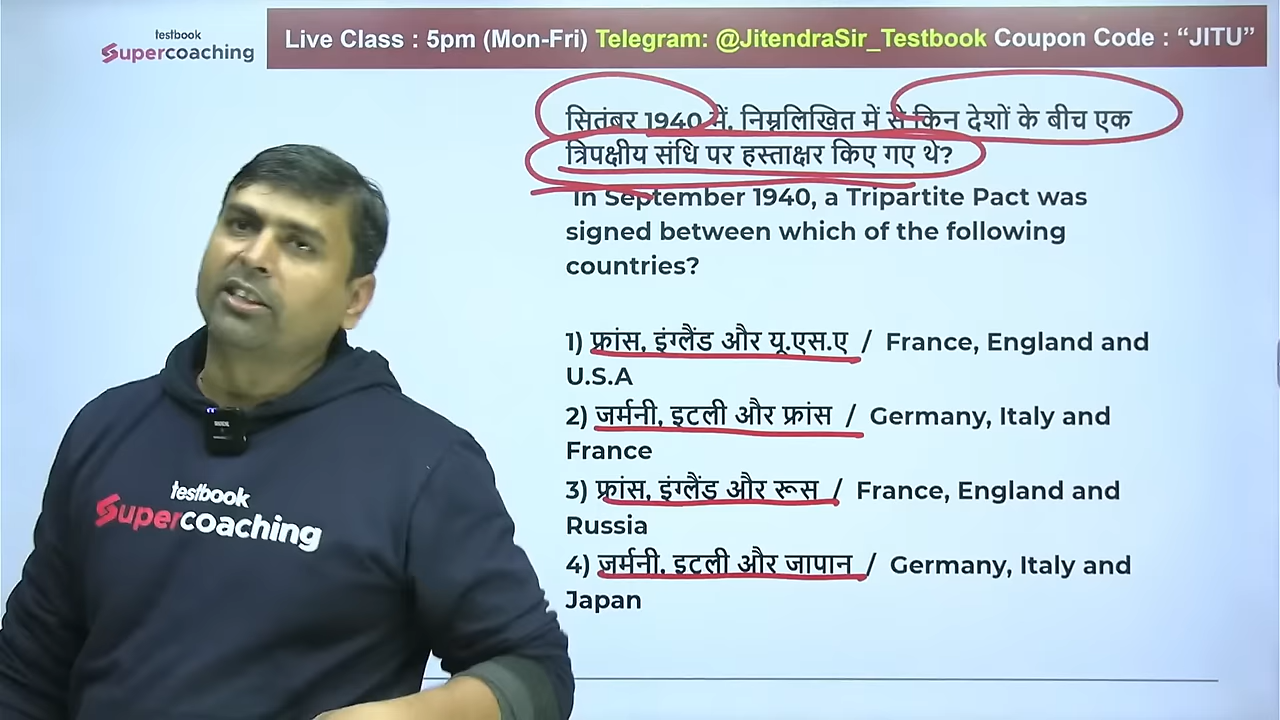 testbook
Supercoaching
Live Class : 5pm (Mon-Fri) Telegram: @JitendraSir_Testbook Coupon Code : “JITU”
सितंबर 1940 में, निम्नलिखित में से किन देशों के बीच एक
त्रिपक्षीय संधि पर हस्ताक्षर किए गए थे?
In September 1940, a Tripartite Pact was
signed between which of the following
countries?
1) फ्रांस, इंग्लैंड और यू.एस.ए / France, England and
U.S.A
2) जर्मनी, इटली और फ्रांस / Germany, Italy and
France
3) फ्रांस, इंग्लैंड और रूस / France, England and
Russia
4) जर्मनी, इटली और जापान / Germany, Italy and
Japan
testbook
Supercoaching